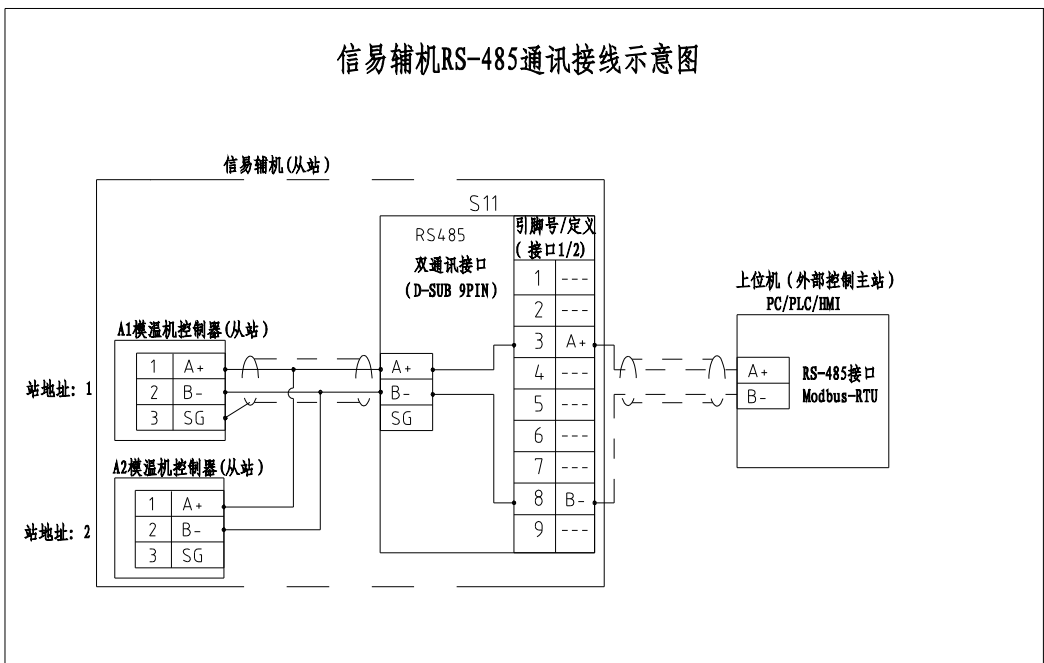 信易辅机RS-485通讯接线示意图
信易辅机(从站)
S11
RS485
双通讯接口
(D-SUB 9PIN)
引脚号/定义
(接口1/2)
1 ---
2 ---
3 A+
4 ---
5 ---
6 ---
7 ---
8 B-
9 ---
A+
B-
SG
A1模温机控制器(从站)
1 A+
2 B-
3 SG
站地址: 1
A2模温机控制器(从站)
1 A+
2 B-
3 SG
站地址: 2
上位机(外部控制主站)
PC/PLC/HMI
A+
B-
RS-485接口
Modbus-RTU